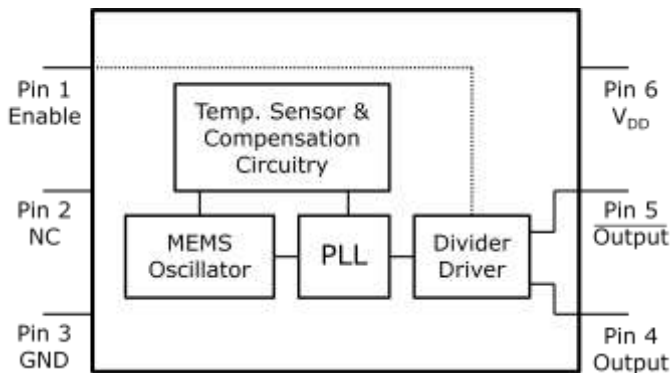 Pin 1
Enable
Pin 2
NC
Pin 3
GND
Temp. Sensor &
Compensation
Circuitry
MEMS
Oscillator
PLL
Divider
Driver
Pin 6
VDD
Pin 5
Output
Pin 4
Output